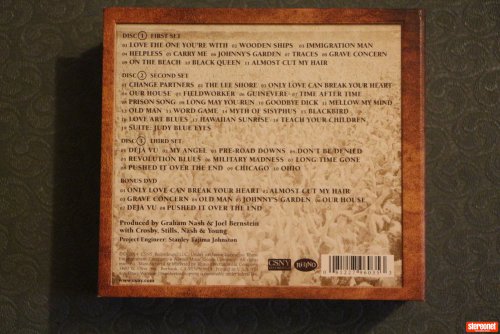 DISC 1 FIRST SET
01 LOVE THE ONE YOU'RE WITH 02 WOODEN SHIPS 03 IMMIGRATION MAN
04 HELPLESS 05 CARRY ME 06 JOHNNY'S GARDEN 07 TRACES 08 GRAVE CONCERN
09 ON THE BEACH 10 BLACK QUEEN 11 ALMOST CUT MY HAIR
DISC 2 SECOND SET
01 CHANGE PARTNERS 02 THE LEE SHORE 03 ONLY LOVE CAN BREAK YOUR HEART
04 OUR HOUSE 05 FIELDWORKER 06 GUINEVERE 07 TIME AFTER TIME
08 PRISON SONG 09 LONG MAY YOU RUN 10 GOODBYE DICK 11 MELLOW MY MIND
12 OLD MAN 13 WORD GAME 14 MYTH OF SISYPHUS 15 BLACKBIRD
16 LOVE ART BLUES 17 HAWAIIAN SUNRISE 18 TEACH YOUR CHILDREN
19 SUITE: JUDY BLUE EYES
DISC 3 THIRD SET
01 DÉJÀ VU 02 MY ANGEL 03 PRE-ROAD DOWNS 04 DON'T BE DENIED
05 REVOLUTION BLUES 06 MILITARY MADNESS 07 LONG TIME GONE
08 PUSHED IT OVER THE END 09 CHICAGO 10 OHIO
BONUS DVD
01 ONLY LOVE CAN BREAK YOUR HEART 02 ALMOST CUT MY HAIR
03 GRAVE CONCERN 04 OLD MAN 05 JOHNNY'S GARDEN 06 OUR HOUSE
07 DÉJÀ VU 08 PUSHED IT OVER THE END
Produced by Graham Nash & Joel Bernstein
with Crosby, Stills, Nash & Young
Project Engineer: Stanley Tajima Johnston
www.csny.com
CSNY
RHINO
stereonet